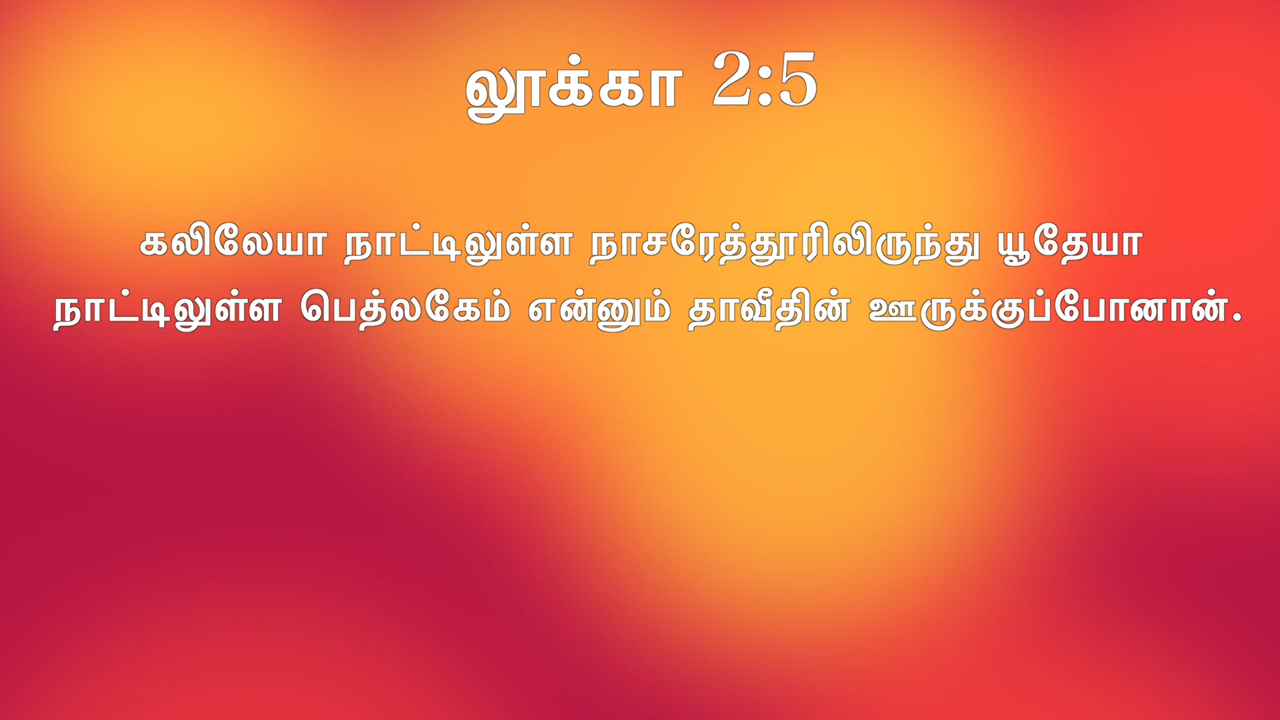 லூக்கா 2:5
கலிலேயா நாட்டிலுள்ள நாசரேத்தூரிலிருந்து யூதேயா
நாட்டிலுள்ள பெத்லகேம் என்னும் தாவீதின் ஊருக்குப்போனான்.